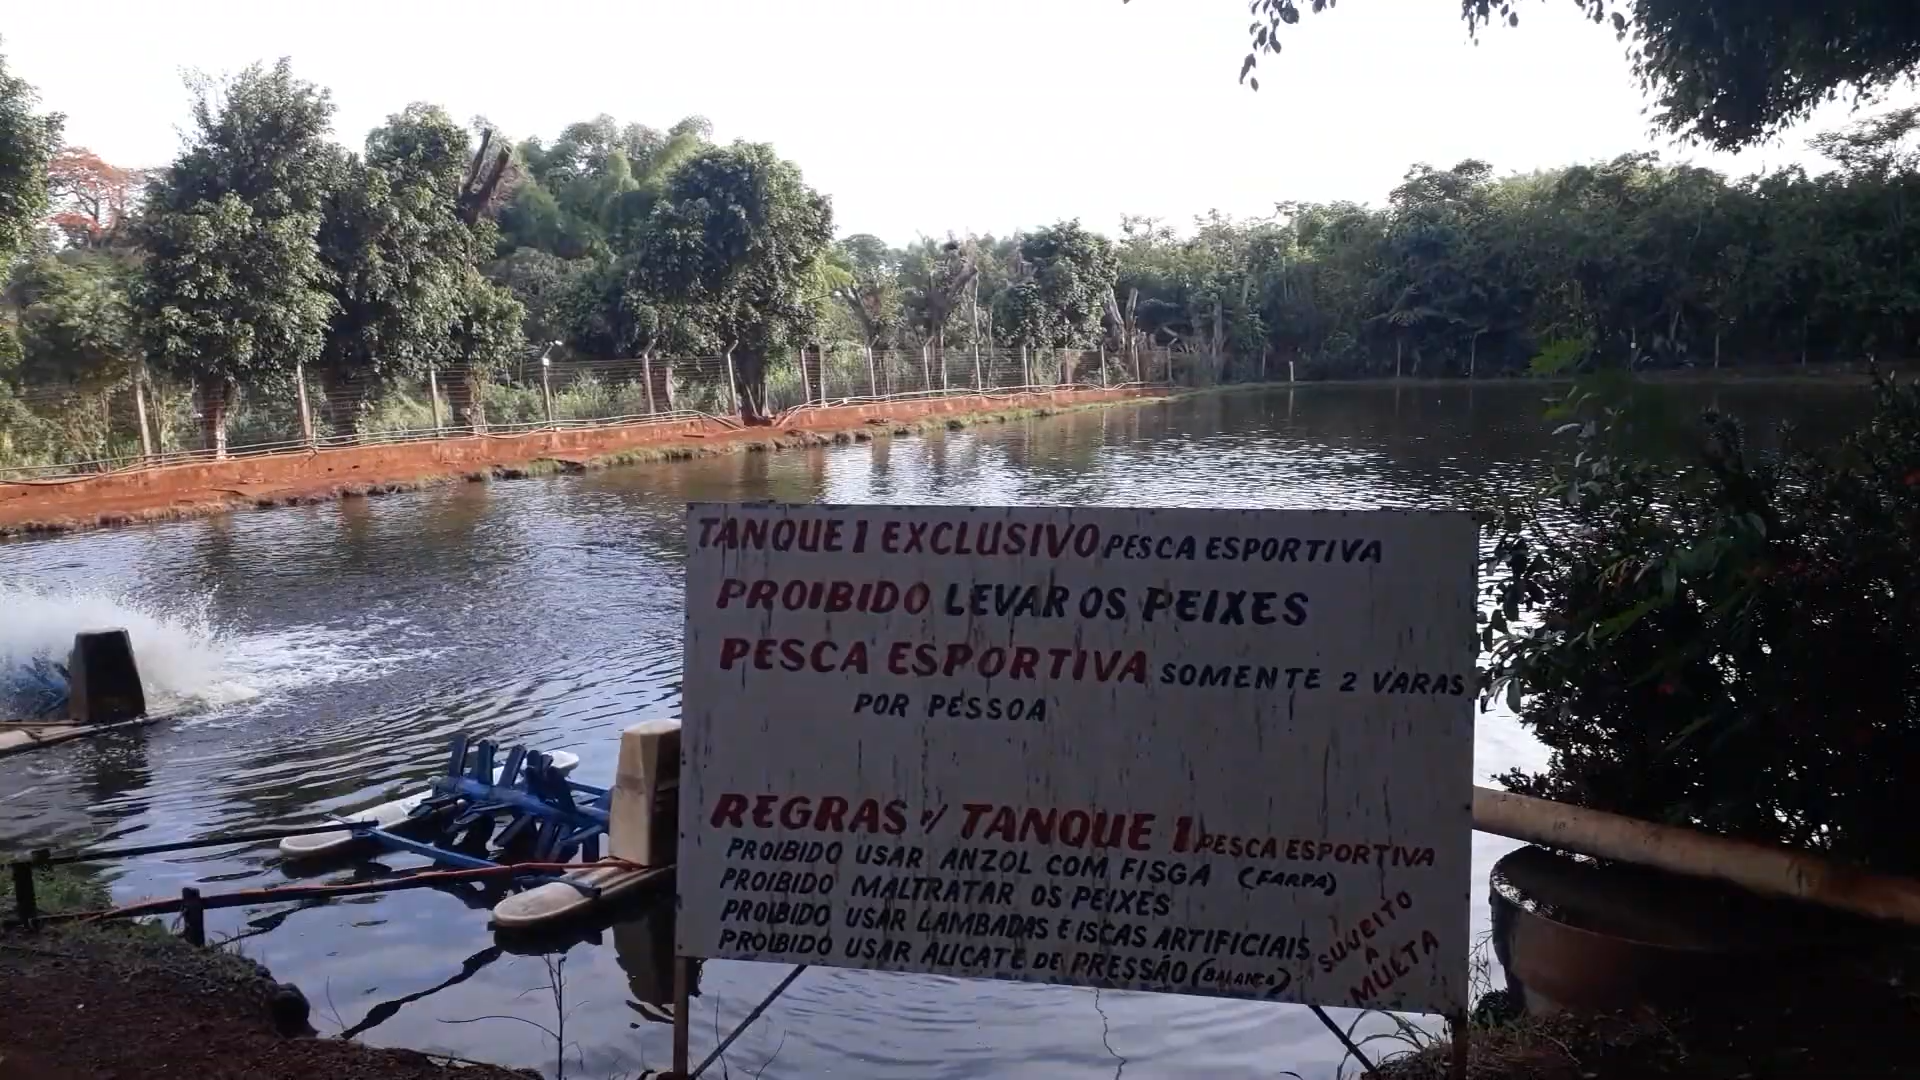 TANQUE 1 EXCLUSIVO PESCA ESPORTIVA
PROIBIDO LEVAR OS PEIXES
PESCA ESPORTIVA SOMENTE 2 VARAS
POR PESSOA
REGRAS P/ TANQUE 1 PESCA ESPORTIVA
PROIBIDO USAR ANZOL COM FISGA (FARPA)
PROIBIDO MALTRATAR OS PEIXES
PROIBIDO USAR LAMBADAS E ISCAS ARTIFICIAIS
PROIBIDO USAR ALICATE DE PRESSÃO (BALANÇA)
SUJEITO
A
MULTA